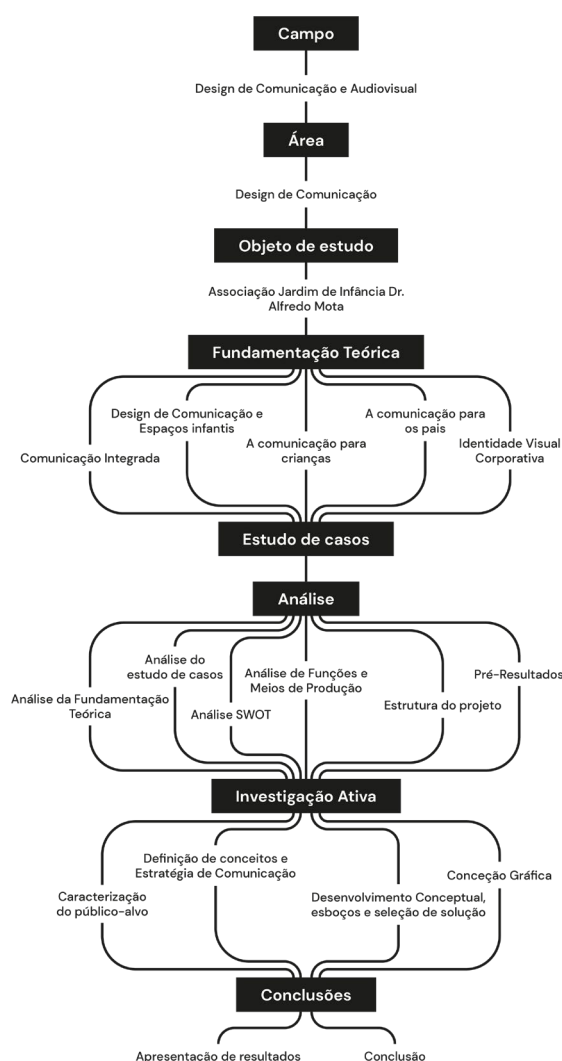 Campo
Design de Comunicação e Audiovisual
Área
Design de Comunicação
Objeto de estudo
Associação Jardim de Infância Dr.
Alfredo Mota
Fundamentação Teórica
Comunicação Integrada
Design de Comunicação e
Espaços infantis
A comunicação para
crianças
A comunicação para
os pais
Identidade Visual
Corporativa
Estudo de casos
Análise
Análise da Fundamentação
Teórica
Análise do
estudo de casos
Análise SWOT
Análise de Funções e
Meios de Produção
Estrutura do projeto
Pré-Resultados
Investigação Ativa
Caracterização
do público-alvo
Definição de conceitos e
Estratégia de Comunicação
Desenvolvimento Conceptual,
esboços e seleção de solução
Conceção Gráfica
Conclusões
Apresentação de resultados
Conclusão